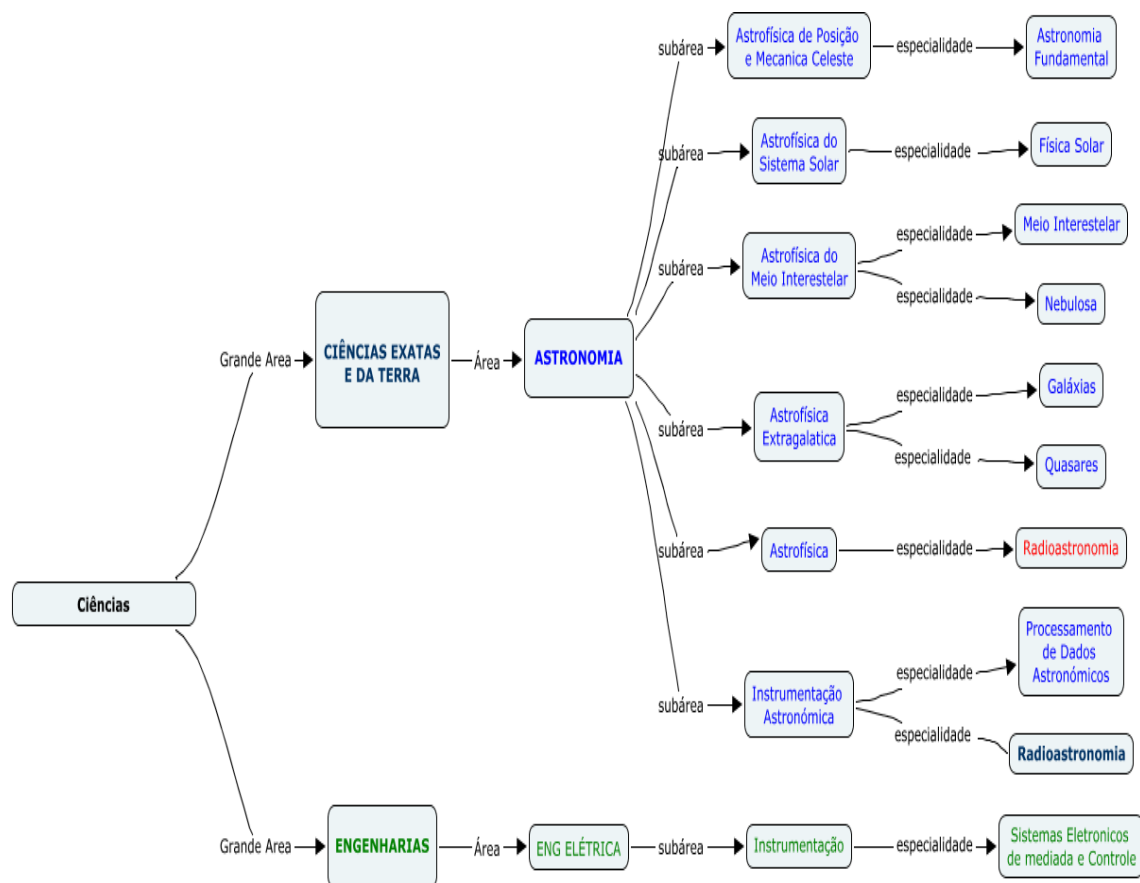 subárea
Astrofísica de Posição
e Mecanica Celeste
especialidade
Astronomia
Fundamental
subárea
Astrofísica do
Sistema Solar
especialidade
Física Solar
subárea
Astrofísica do
Meio Interestelar
especialidade
Meio Interestelar
especialidade
Nebulosa
Grande Area
CIÊNCIAS EXATAS
E DA TERRA
Área
ASTRONOMIA
subárea
Astrofísica
Extragalatica
especialidade
Galáxias
especialidade
Quasares
subárea
Astrofísica
especialidade
Radioastronomia
Ciências
subárea
Instrumentação
Astronómica
especialidade
Processamento
de Dados
Astronómicos
especialidade
Radioastronomia
Grande Area
ENGENHARIAS
Área
ENG ELÉTRICA
subárea
Instrumentação
especialidade
Sistemas Eletronicos
de mediada e Controle